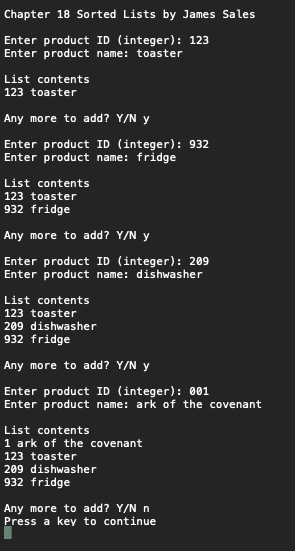 Chapter 18 Sorted Lists by James Sales
Enter product ID (integer): 123
Enter product name: toaster
List contents
123 toaster
Any more to add? Y/N y
Enter product ID (integer): 932
Enter product name: fridge
List contents
123 toaster
932 fridge
Any more to add? Y/N y
Enter product ID (integer): 209
Enter product name: dishwasher
List contents
123 toaster
209 dishwasher
932 fridge
Any more to add? Y/N y
Enter product ID (integer): 001
Enter product name: ark of the covenant
List contents
1 ark of the covenant
123 toaster
209 dishwasher
932 fridge
Any more to add? Y/N n
Press a key to continue